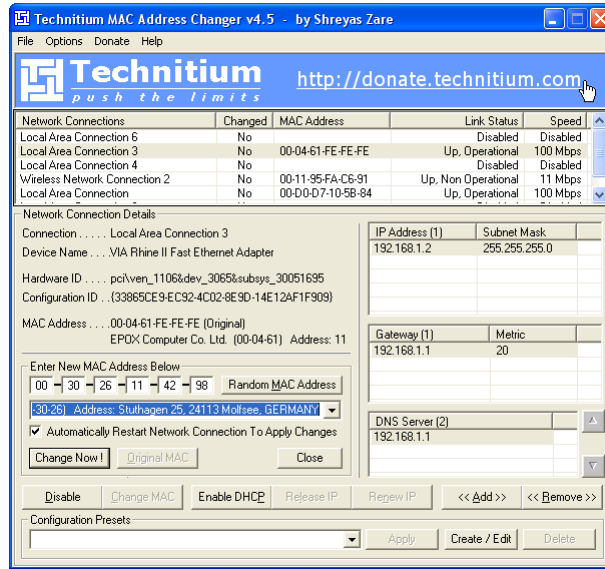 Technitium MAC Address Changer v4.5 - by Shreyas Zare
File Options Donate Help
Technitium
push the limits
http://donate.technitium.com
Network Connections Changed MAC Address Link Status Speed
Local Area Connection 6 No Disabled Disabled
Local Area Connection 3 No 00-04-61-FE-FE-FE Up, Operational 100 Mbps
Local Area Connection 4 No Disabled Disabled
Wireless Network Connection 2 No 00-11-95-FA-C6-91 Up, Non Operational 11 Mbps
Local Area Connection No 00-D0-D7-10-5B-84 Up, Operational 100 Mbps
Network Connection Details
Connection . . . . . Local Area Connection 3
Device Name . . . .VIA Rhine II Fast Ethernet Adapter
Hardware ID . . . . pci\ven_1106&dev_3065&subsys_30051695
Configuration ID . .{33865CE9-EC92-4C02-8E9D-14E12AF1F909}
MAC Address . . . .00-04-61-FE-FE-FE (Original)
EPOX Computer Co. Ltd. (00-04-61) Address: 11
IP Address (1) Subnet Mask
192.168.1.2 255.255.255.0
Gateway (1) Metric
192.168.1.1 20
DNS Server (2)
192.168.1.1
Enter New MAC Address Below
00 - 30 - 26 - 11 - 42 - 98 Random MAC Address
-30-26) Address: Stuthagen 25, 24113 Molfsee, GERMANY
Automatically Restart Network Connection To Apply Changes
Change Now ! Original MAC Close
Disable Change MAC Enable DHCP Release IP Renew IP << Add >> << Remove >>
Configuration Presets
Apply Create / Edit Delete